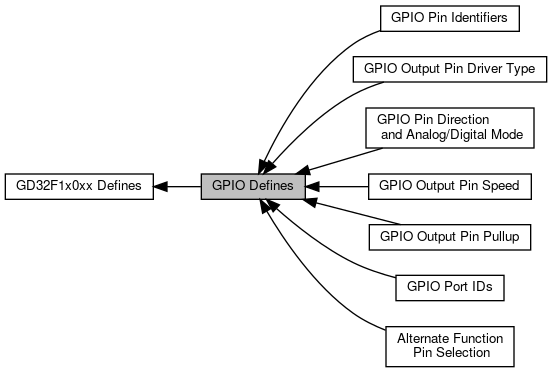 GPIO Pin Identifiers
GPIO Output Pin Driver Type
GPIO Pin Direction
and Analog/Digital Mode
GD32F1x0xx Defines
GPIO Defines
GPIO Output Pin Speed
GPIO Output Pin Pullup
GPIO Port IDs
Alternate Function
Pin Selection